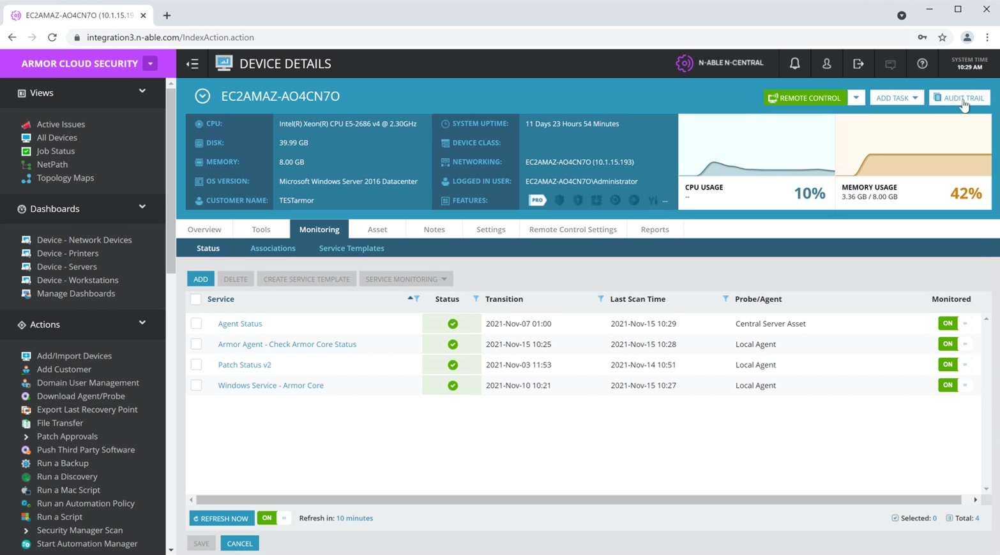 EC2AMAZ-AO4CN7O (10.1.15.19
integration3.n-able.com/IndexAction.action
ARMOR CLOUD SECURITY
DEVICE DETAILS
N-ABLE N-CENTRAL
SYSTEM TIME
10:29 AM
Views
Active Issues
All Devices
Job Status
NetPath
Topology Maps
Dashboards
Device - Network Devices
Device - Printers
Device - Servers
Device - Workstations
Manage Dashboards
Actions
Add/Import Devices
Add Customer
Domain User Management
Download Agent/Probe
Export Last Recovery Point
File Transfer
Patch Approvals
Push Third Party Software
Run a Backup
Run a Discovery
Run a Mac Script
Run an Automation Policy
Run a Script
Security Manager Scan
Start Automation Manager
EC2AMAZ-AO4CN7O
REMOTE CONTROL
ADD TASK
AUDIT TRAIL
CPU: Intel(R) Xeon(R) CPU E5-2686 v4 @ 2.30GHz
DISK: 39.99 GB
MEMORY: 8.00 GB
OS VERSION: Microsoft Windows Server 2016 Datacenter
CUSTOMER NAME: TESTarmor
SYSTEM UPTIME: 11 Days 23 Hours 54 Minutes
DEVICE CLASS:
NETWORKING: EC2AMAZ-AO4CN7O (10.1.15.193)
LOGGED IN USER: EC2AMAZ-AO4CN7O\Administrator
FEATURES: PRO ...
CPU USAGE
--
10%
MEMORY USAGE
3.36 GB / 8.00 GB
42%
Overview Tools Monitoring Asset Notes Settings Remote Control Settings Reports
Status Associations Service Templates
ADD DELETE CREATE SERVICE TEMPLATE SERVICE MONITORING
Service Status Transition Last Scan Time Probe/Agent Monitored
Agent Status 2021-Nov-07 01:00 2021-Nov-15 10:29 Central Server Asset ON
Armor Agent - Check Armor Core Status 2021-Nov-15 10:25 2021-Nov-15 10:28 Local Agent ON
Patch Status v2 2021-Nov-03 11:53 2021-Nov-14 10:51 Local Agent ON
Windows Service - Armor Core 2021-Nov-10 10:21 2021-Nov-15 10:27 Local Agent ON
REFRESH NOW ON Refresh in: 10 minutes Selected: 0 Total: 4
SAVE CANCEL